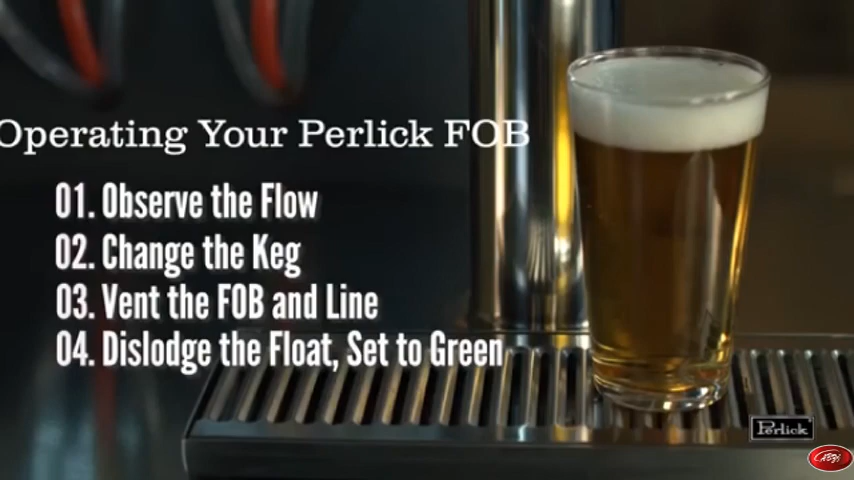 Operating Your Perlick FOB
01. Observe the Flow
02. Change the Keg
03. Vent the FOB and Line
04. Dislodge the Float, Set to Green
Perlick